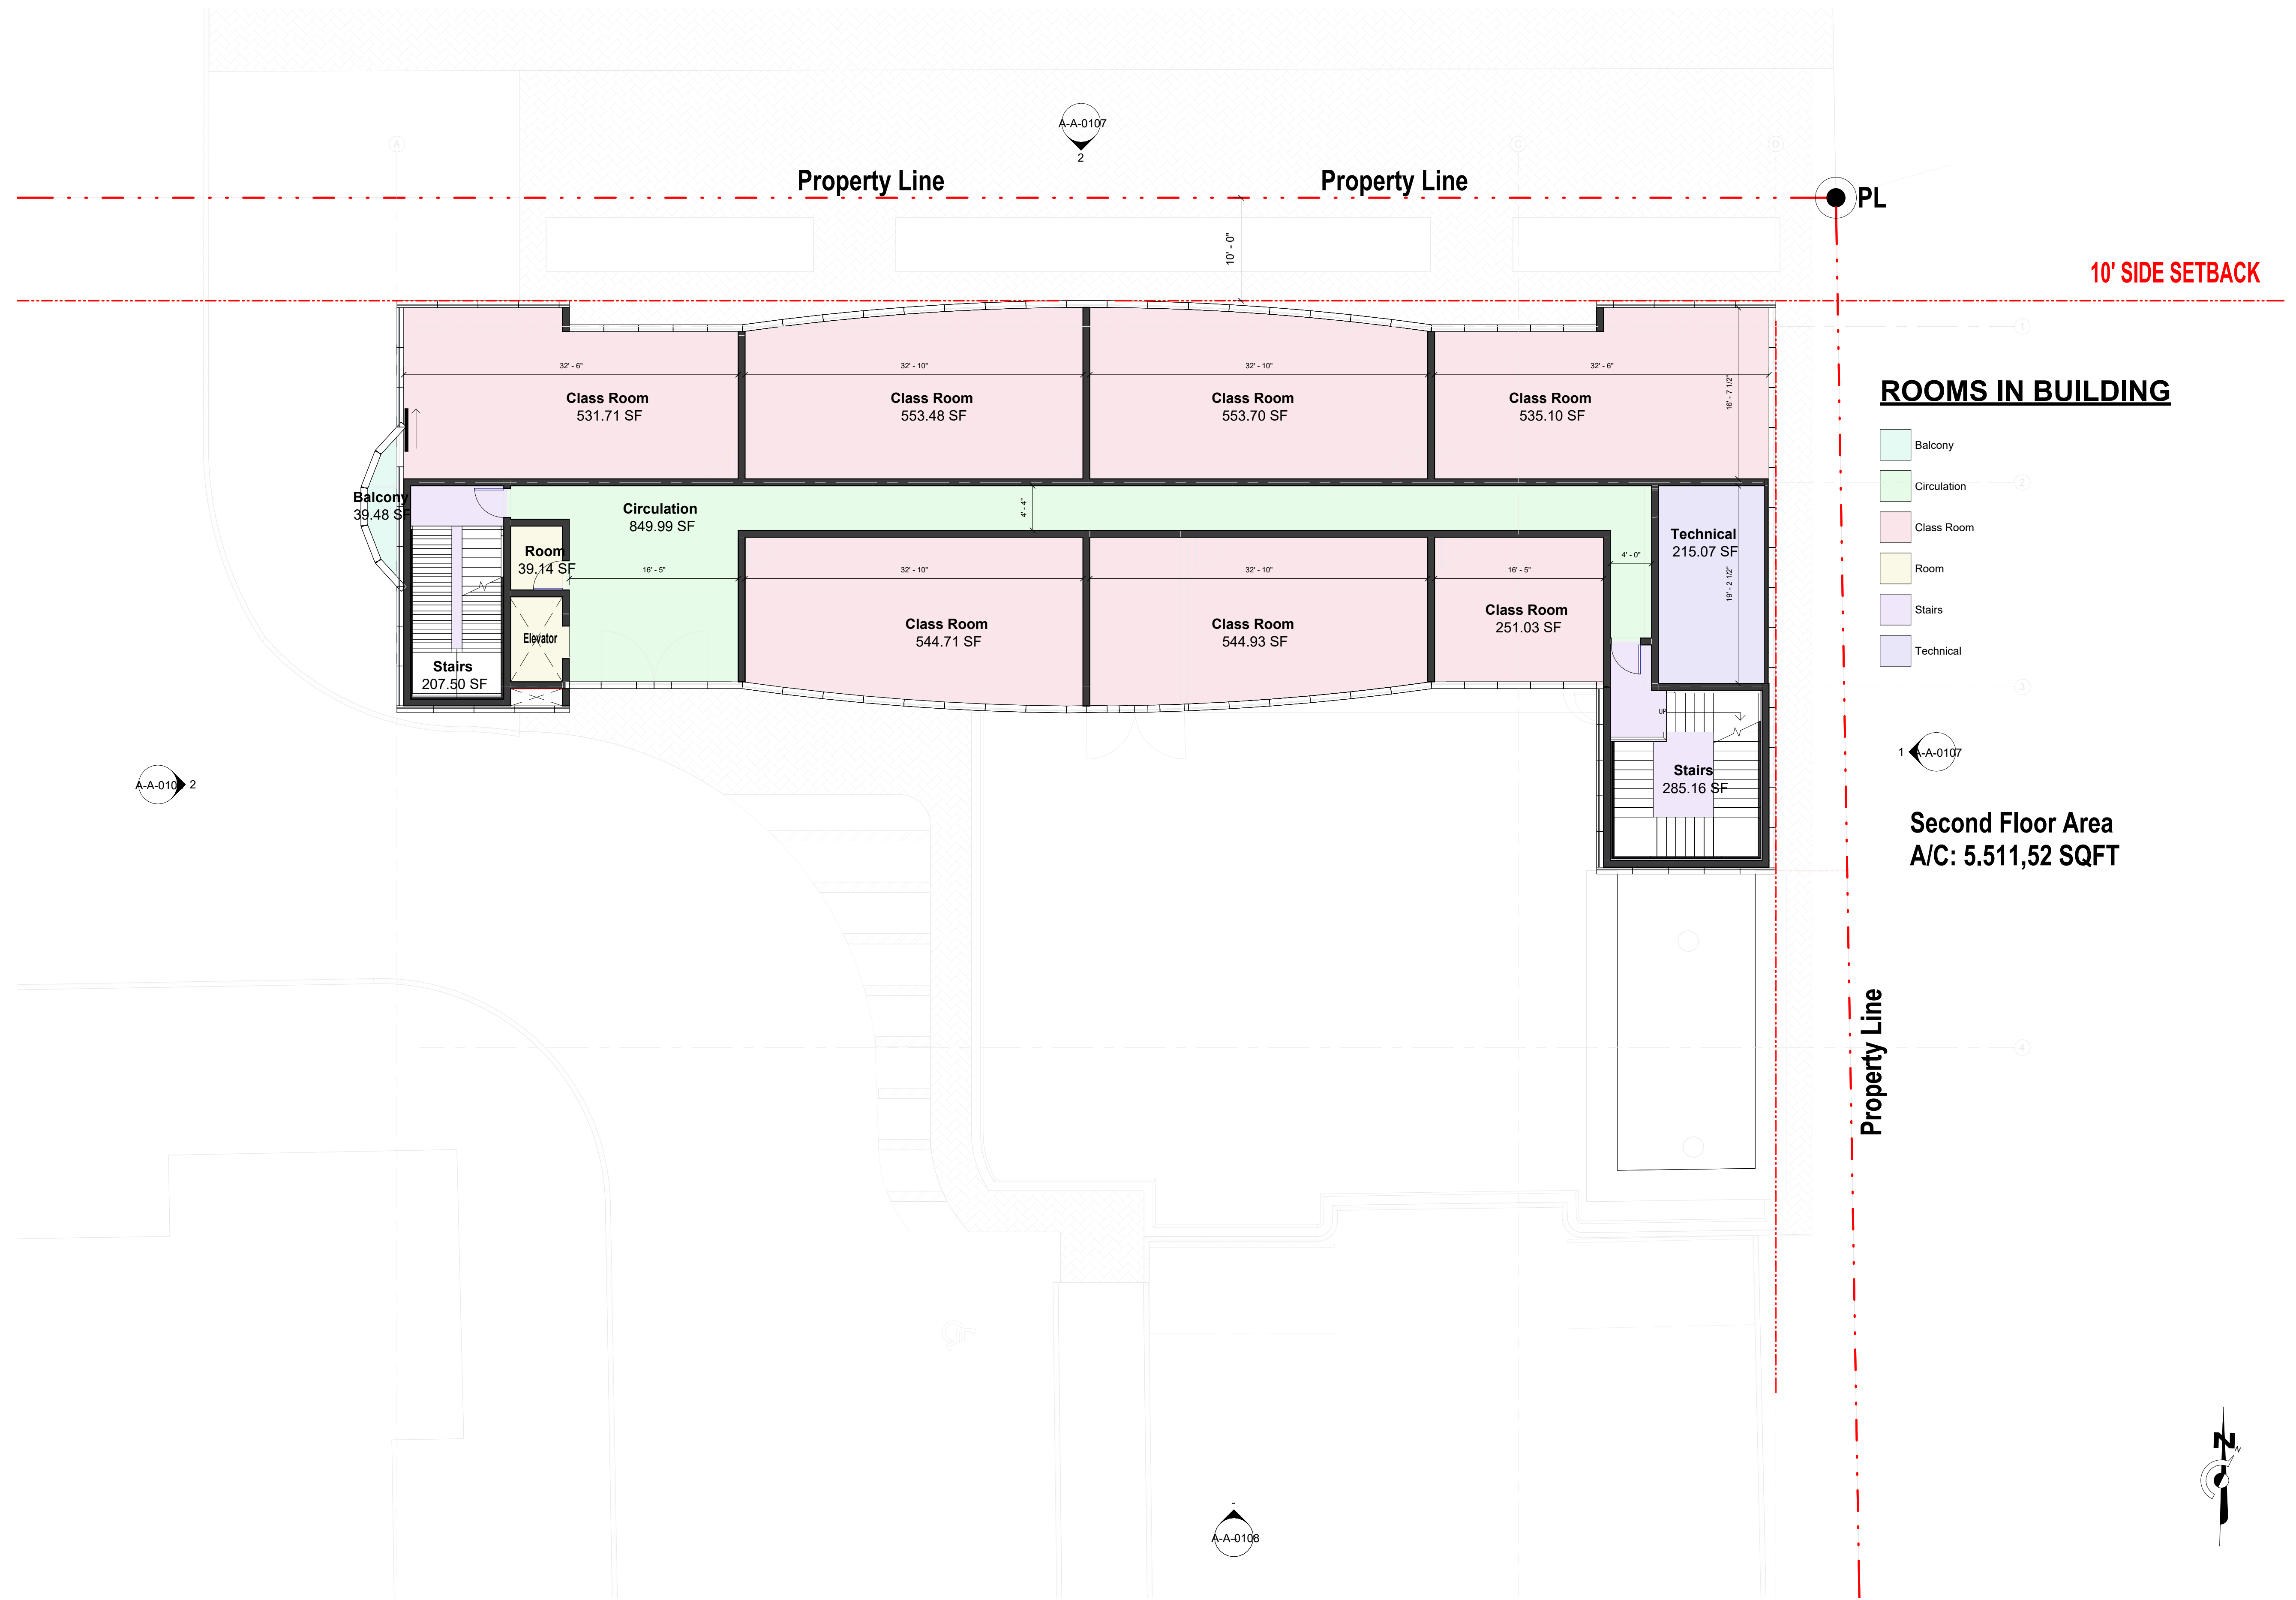 A
C
D
A-A-0107
2
Property Line
Property Line
PL
10' - 0"
10' SIDE SETBACK
1
32' - 6"
32' - 10"
32' - 10"
32' - 6"
16' - 7 1/2"
Class Room
531.71 SF
Class Room
553.48 SF
Class Room
553.70 SF
Class Room
535.10 SF
ROOMS IN BUILDING
Balcony
Circulation
Class Room
Room
Stairs
Technical
2
Balcony
39.48 SF
Circulation
849.99 SF
4' - 4"
Room
39.14 SF
Technical
215.07 SF
4' - 0"
19' - 2 1/2"
16' - 5"
32' - 10"
32' - 10"
16' - 5"
Elevator
Class Room
544.71 SF
Class Room
544.93 SF
Class Room
251.03 SF
Stairs
207.50 SF
3
UP
Stairs
285.16 SF
1
A-A-0107
A-A-010
2
Second Floor Area
A/C: 5.511,52 SQFT
4
Property Line
N
N
-
A-A-0108